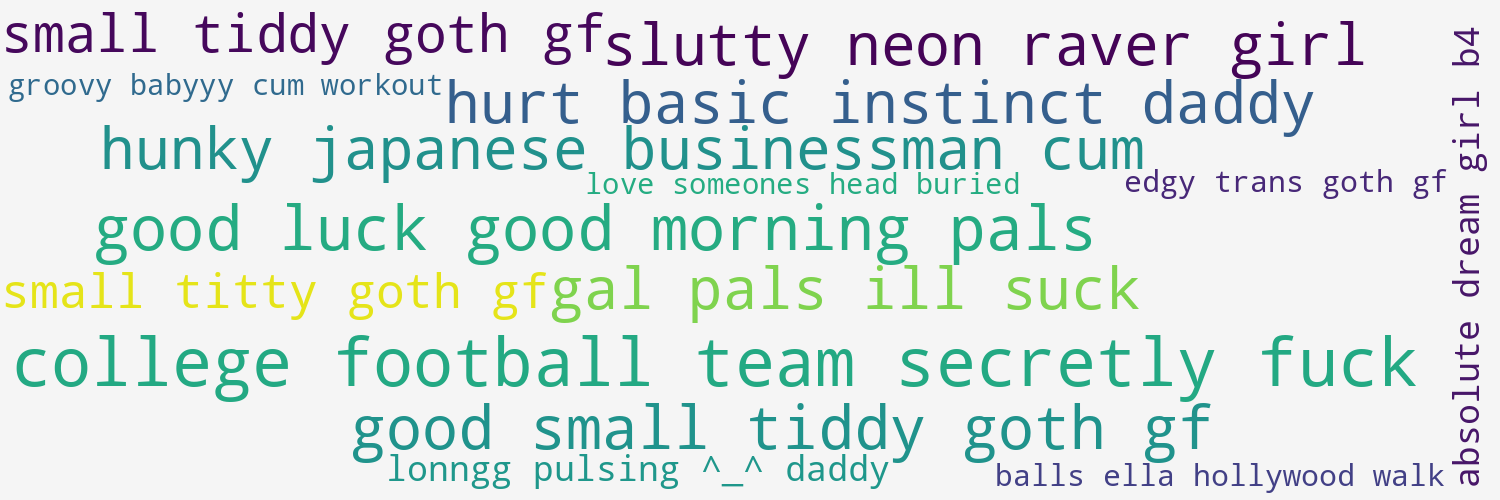 small tiddy goth gf
slutty neon raver girl
groovy babyyy cum workout
hurt basic instinct daddy
hunky japanese businessman cum
love someones head buried
edgy trans goth gf
good luck good morning pals
small titty goth gf
gal pals ill suck
college football team secretly fuck
good small tiddy goth gf
lonngg pulsing ^_^ daddy
balls ella hollywood walk
absolute dream girl b4